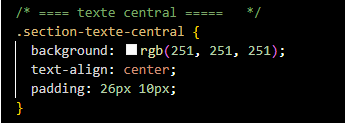 /* ==== texte central ===== */
.section-texte-central {
background: rgb(251, 251, 251);
text-align: center;
padding: 26px 10px;
}